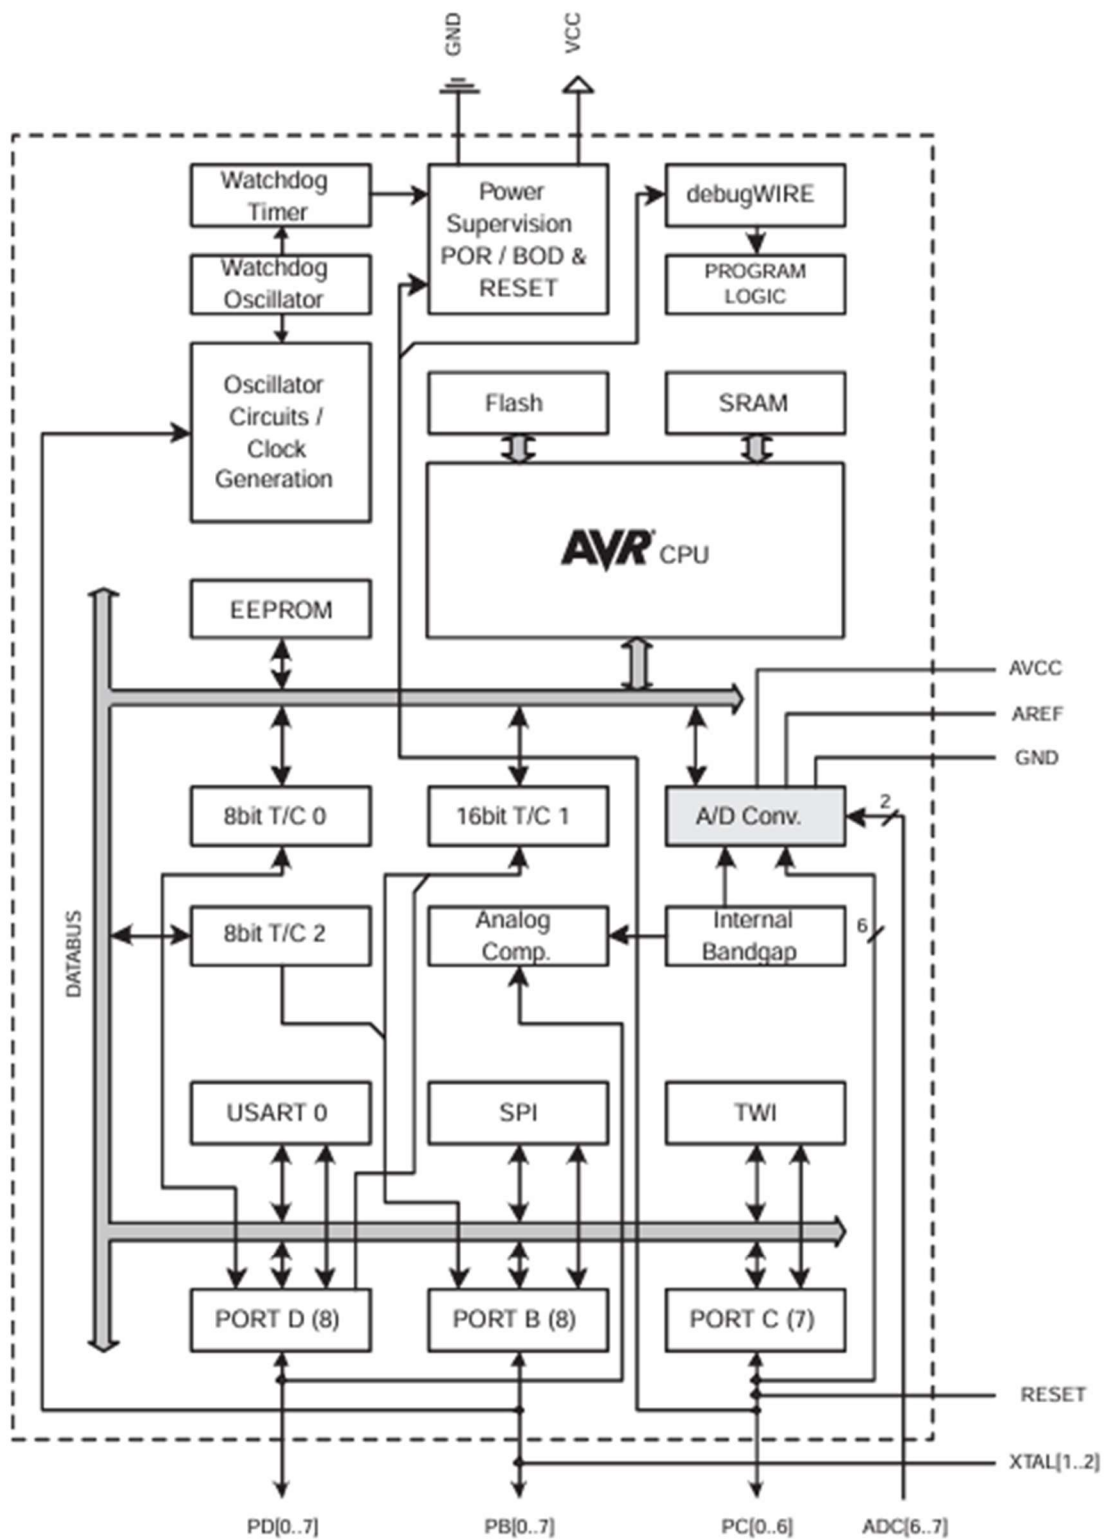 GND
VCC
Watchdog
Timer
Power
Supervision
POR / BOD &
RESET
debugWIRE
Watchdog
Oscillator
PROGRAM
LOGIC
Oscillator
Circuits /
Clock
Generation
Flash
SRAM
AVR CPU
EEPROM
AVCC
AREF
GND
8bit T/C 0
16bit T/C 1
A/D Conv.
2
DATABUS
8bit T/C 2
Analog
Comp.
Internal
Bandgap
6
USART 0
SPI
TWI
PORT D (8)
PORT B (8)
PORT C (7)
RESET
XTAL[1..2]
PD[0..7]
PB[0..7]
PC[0..6]
ADC[6..7]